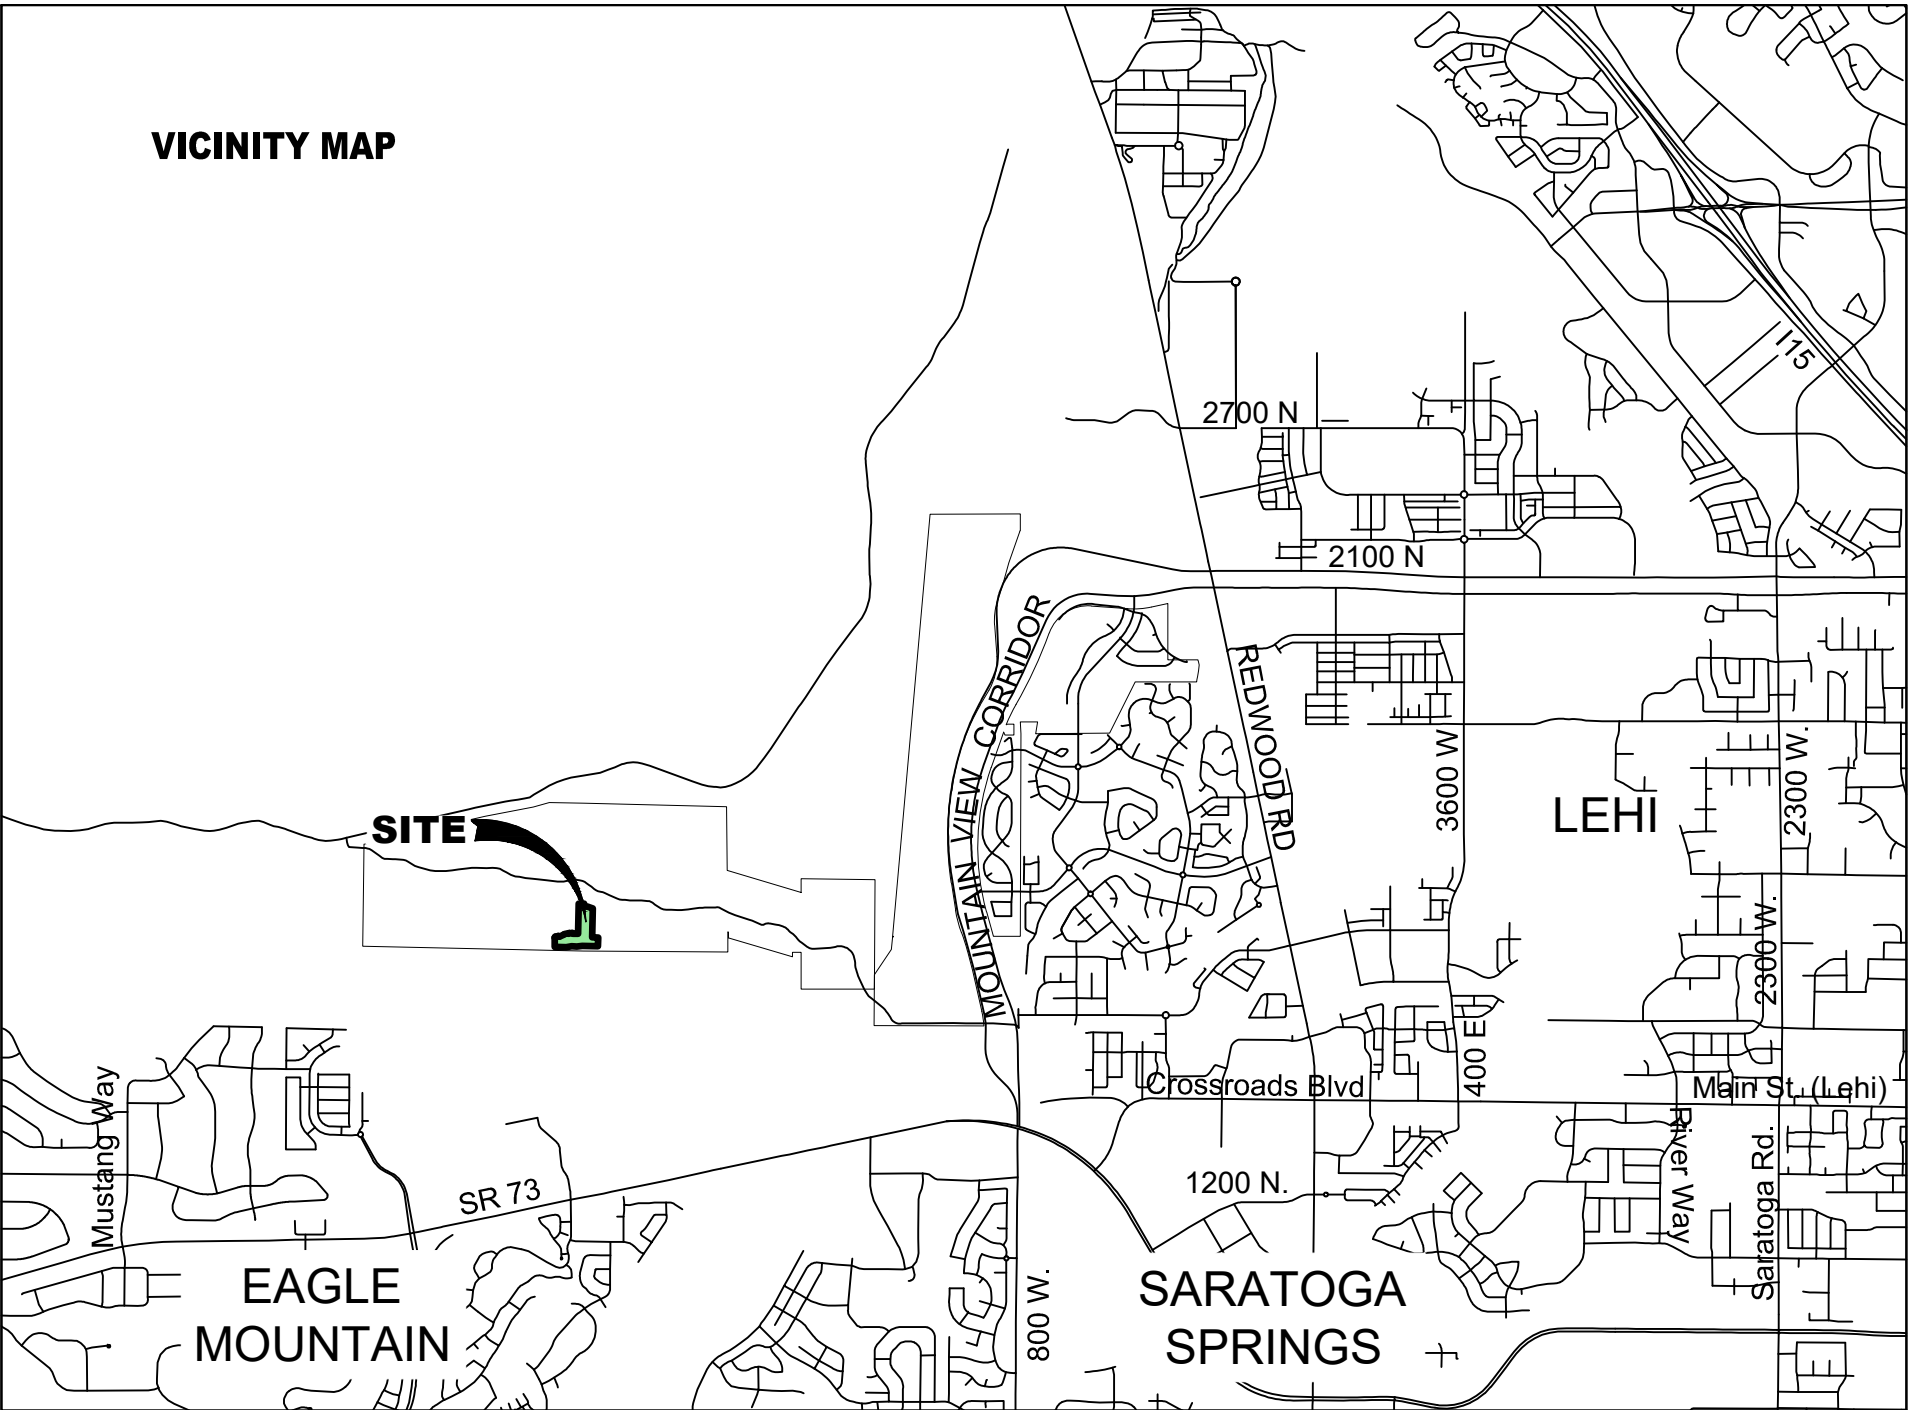 VICINITY MAP
I15
2700 N
2100 N
MOUNTAIN VIEW CORRIDOR
REDWOOD RD
3600 W
LEHI
2300 W.
SITE
2300 W.
400 E
Crossroads Blvd
Main St. (Lehi)
Mustang Way
River Way
Saratoga Rd.
SR 73
1200 N.
EAGLE
MOUNTAIN
800 W.
SARATOGA
SPRINGS